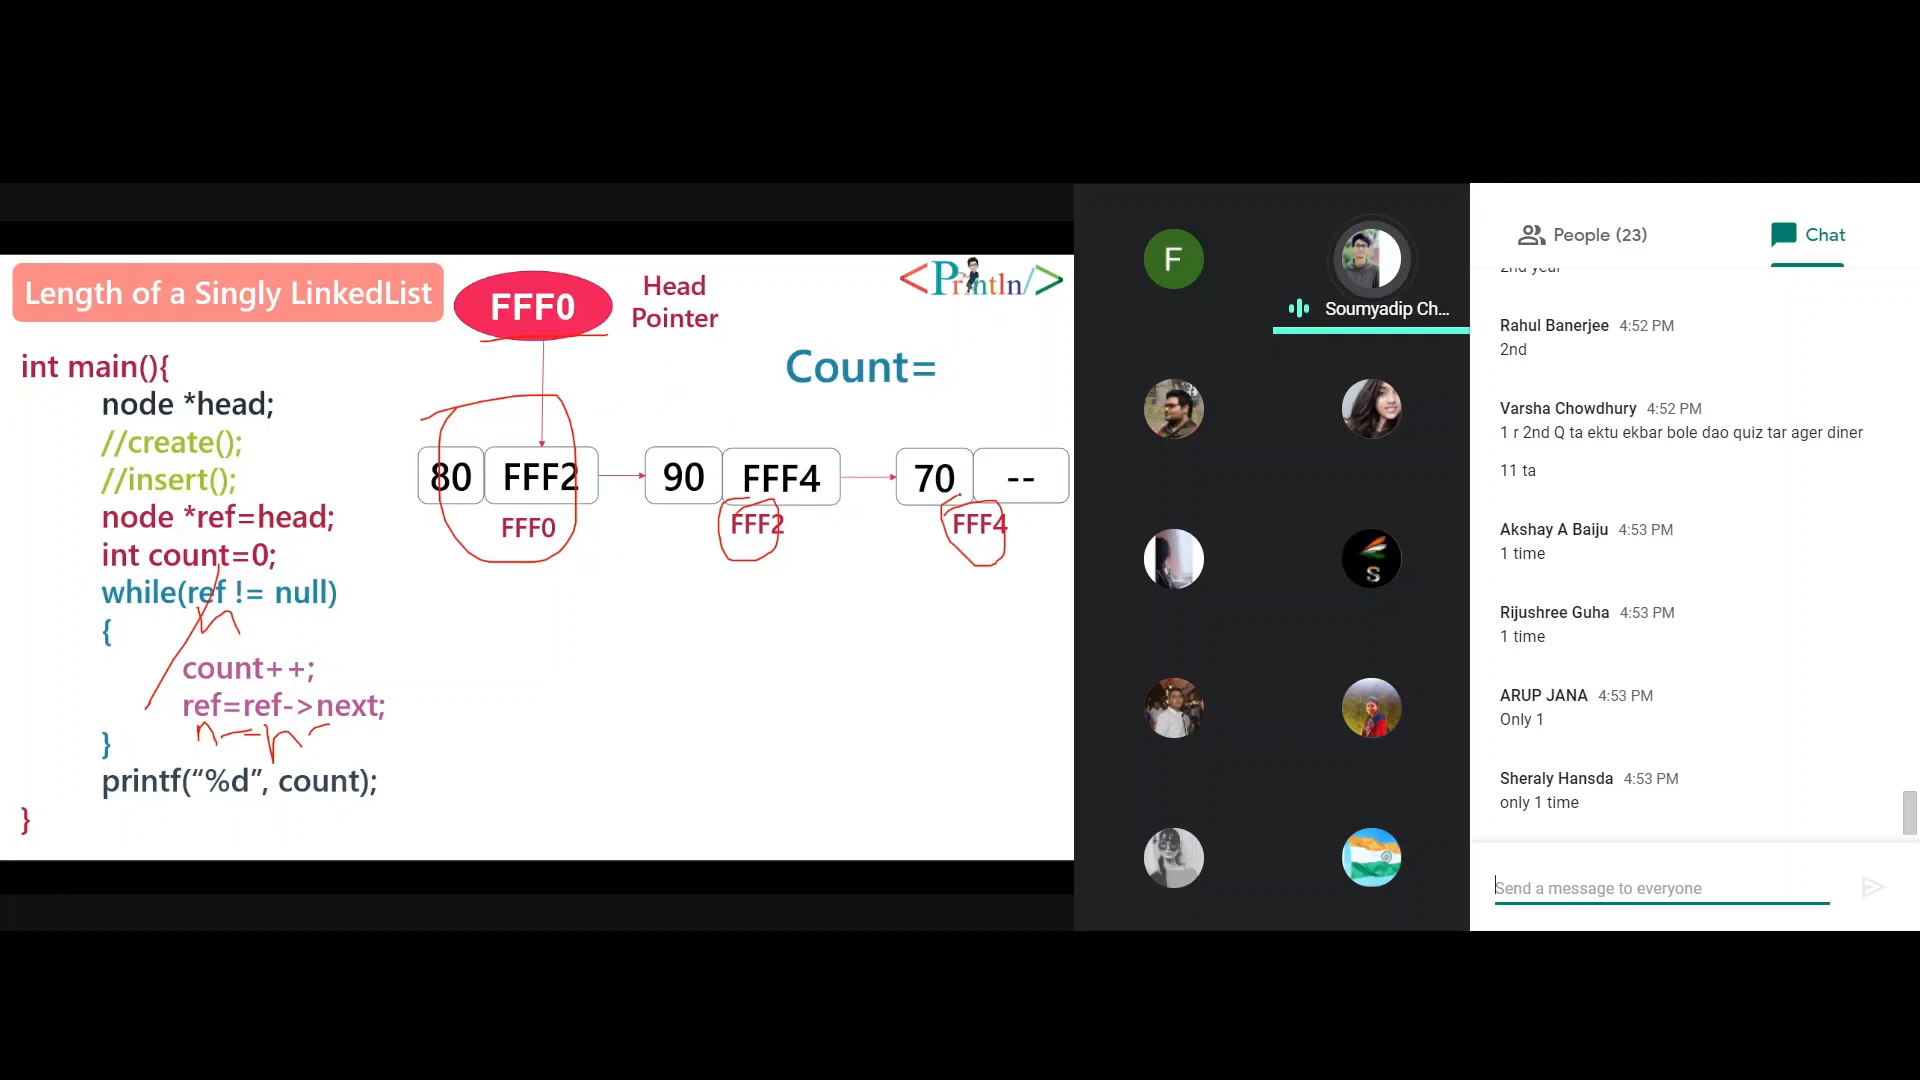 Length of a Singly LinkedList
FFF0
Head
Pointer
<Println/>
Count=
int main(){
node *head;
//create();
//insert();
node *ref=head;
int count=0;
while(ref != null)
{
count++;
ref=ref->next;
}
printf(“%d”, count);
}
80 FFF2 90 FFF4 70 --
FFF0 FFF2 FFF4
F
Soumyadip Ch...
S
People (23) Chat
2nd year
Rahul Banerjee 4:52 PM
2nd
Varsha Chowdhury 4:52 PM
1 r 2nd Q ta ektu ekbar bole dao quiz tar ager diner
11 ta
Akshay A Baiju 4:53 PM
1 time
Rijushree Guha 4:53 PM
1 time
ARUP JANA 4:53 PM
Only 1
Sheraly Hansda 4:53 PM
only 1 time
Send a message to everyone